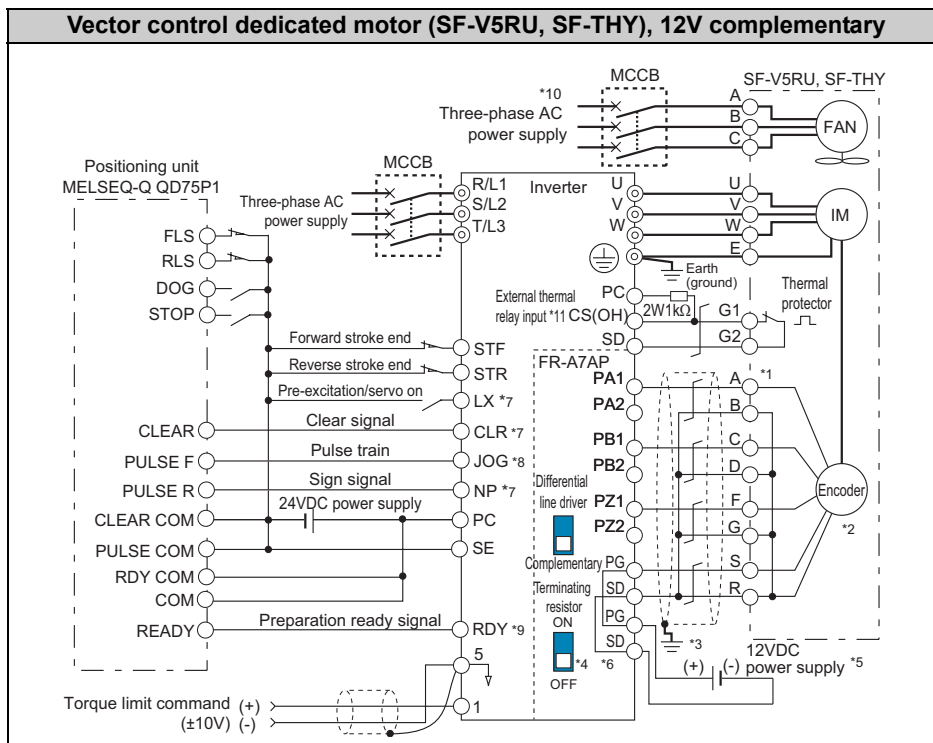 Vector control dedicated motor (SF-V5RU, SF-THY), 12V complementary
MCCB
SF-V5RU, SF-THY
*10
Three-phase AC
power supply
A
B
C
FAN
Positioning unit
MELSEQ-Q QD75P1
MCCB
Three-phase AC
power supply
R/L1
S/L2
T/L3
Inverter
U
V
W
U
V
W
E
IM
FLS
RLS
DOG
STOP
Earth
(ground)
Thermal
protector
PC
External thermal
relay input *11 CS(OH)
2W1kΩ
G1
SD
G2
Forward stroke end
STF
FR-A7AP
Reverse stroke end
STR
PA1
A
*1
Pre-excitation/servo on
LX *7
PA2
B
CLEAR
Clear signal
CLR *7
PB1
C
PULSE F
Pulse train
JOG *8
PB2
D
PULSE R
Sign signal
NP *7
Differential
line driver
PZ1
F
Encoder
*2
CLEAR COM
24VDC power supply
PC
PZ2
G
PULSE COM
SE
Complementary
PG
S
RDY COM
Terminating
resistor
ON
SD
R
COM
PG
READY
Preparation ready signal
RDY *9
*3
SD
*4
*6
OFF
12VDC
power supply *5
(+)
(-)
5
Torque limit command (+)
(±10V) (-)
1